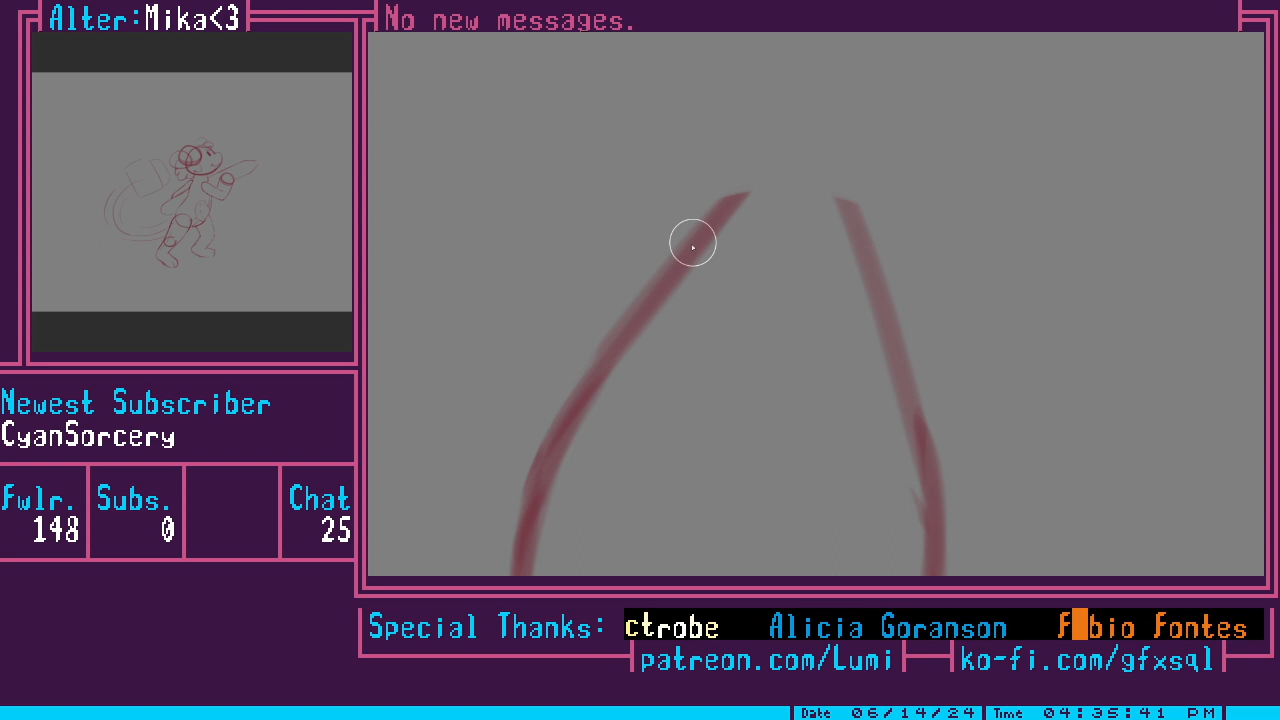 Alter:Mika<3
No new messages.
Newest Subscriber
CyanSorcery
Fwlr. Subs. Chat
148 0 25
Special Thanks: ctrobe Alicia Goranson Fabio Fontes
patreon.com/Lumi ko-fi.com/gfxsql
Date 06/14/24 Time 04:35:41 PM